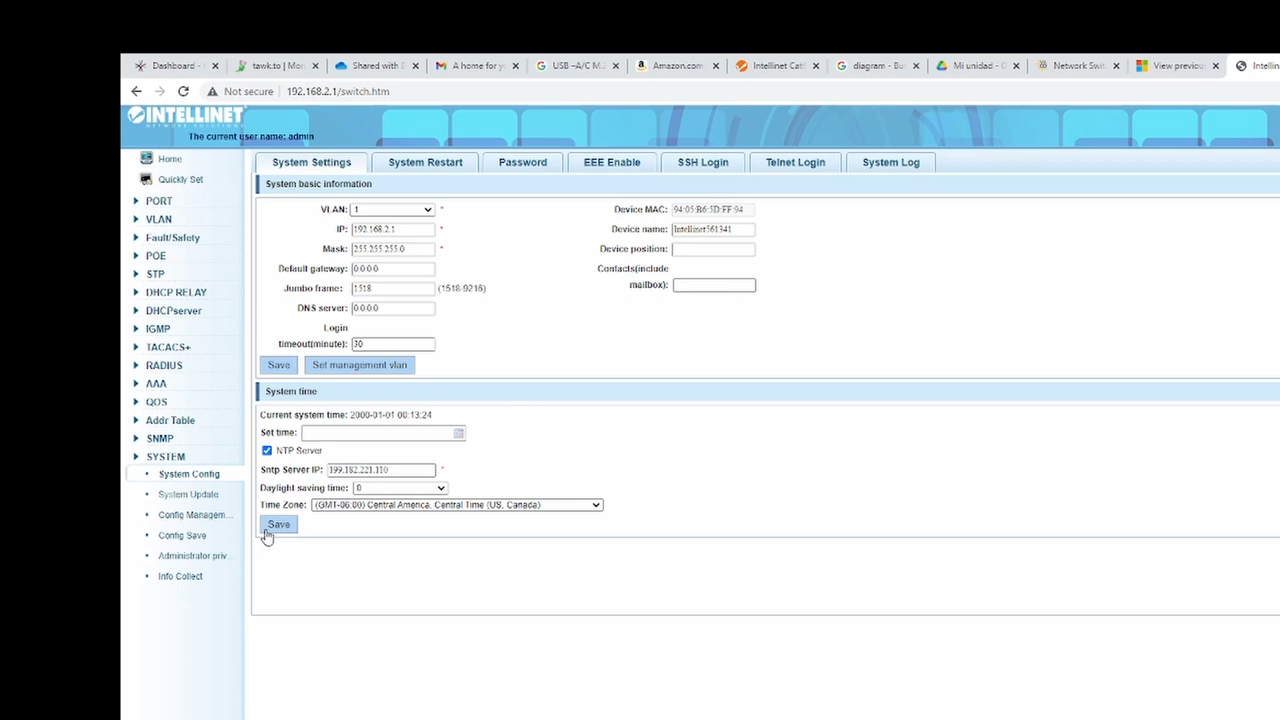 Dashboard -
tawk.to | Mor
Shared with E
A home for y
USB -A/C M.2
Amazon.com
Intellinet Cat
diagram - Bu
Mi unidad - G
Network Swit
View previou
Intellin
Not secure
192.168.2.1/switch.htm
INTELLINET
NETWORK SOLUTIONS
The current user name: admin
Home
Quickly Set
PORT
VLAN
Fault/Safety
POE
STP
DHCP RELAY
DHCPserver
IGMP
TACACS+
RADIUS
AAA
QOS
Addr Table
SNMP
SYSTEM
System Config
System Update
Config Managem...
Config Save
Administrator priv...
Info Collect
System Settings
System Restart
Password
EEE Enable
SSH Login
Telnet Login
System Log
System basic information
VLAN: 1 *
IP: 192.168.2.1 *
Mask: 255.255.255.0 *
Default gateway: 0.0.0.0
Jumbo frame: 1518 (1518-9216)
DNS server: 0.0.0.0
Login
timeout(minute): 30
Device MAC: 94:05:B6:5D:FF:94
Device name: Intellinet561341
Device position:
Contacts(include
mailbox):
Save
Set management vlan
System time
Current system time: 2000-01-01 00:13:24
Set time:
NTP Server
Sntp Server IP: 199.182.221.110 *
Daylight saving time: 0
Time Zone: (GMT-06:00) Central America, Central Time (US, Canada)
Save